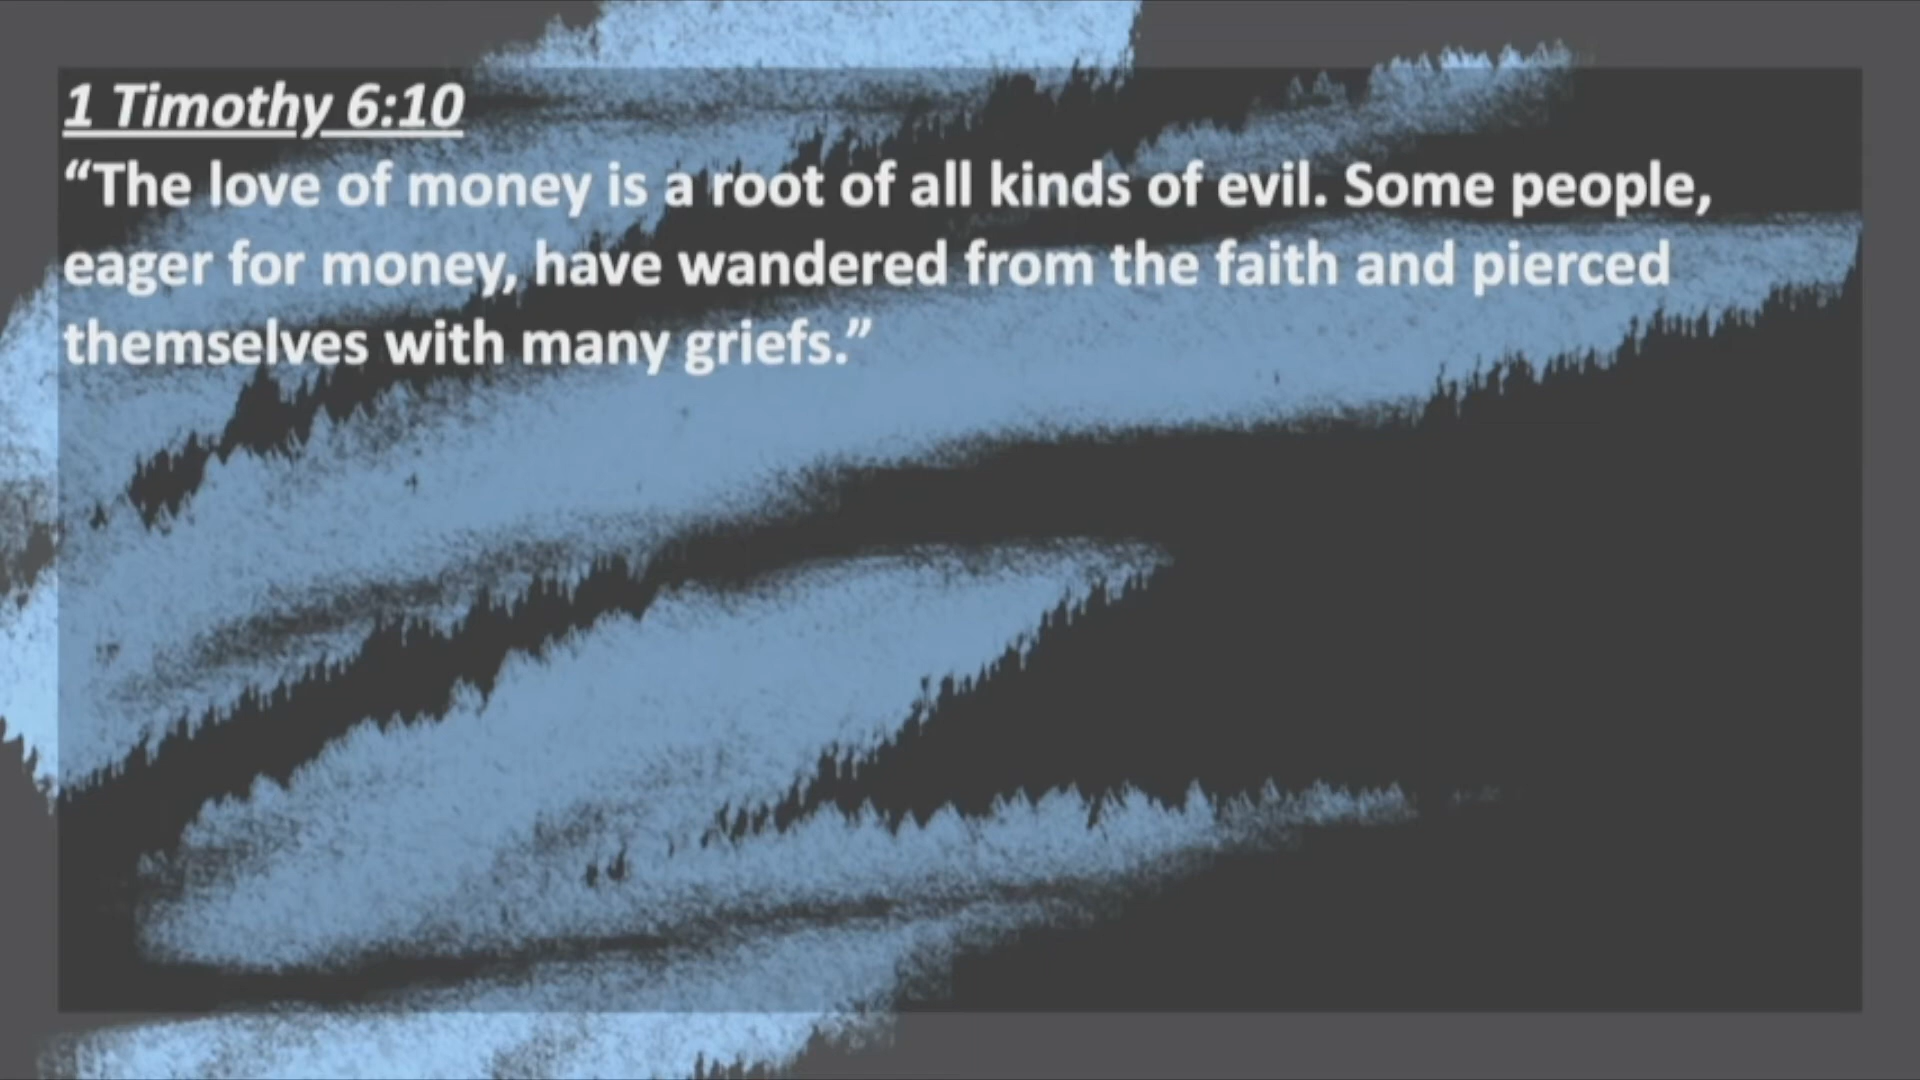 1 Timothy 6:10
“The love of money is a root of all kinds of evil. Some people,
eager for money, have wandered from the faith and pierced
themselves with many griefs.”